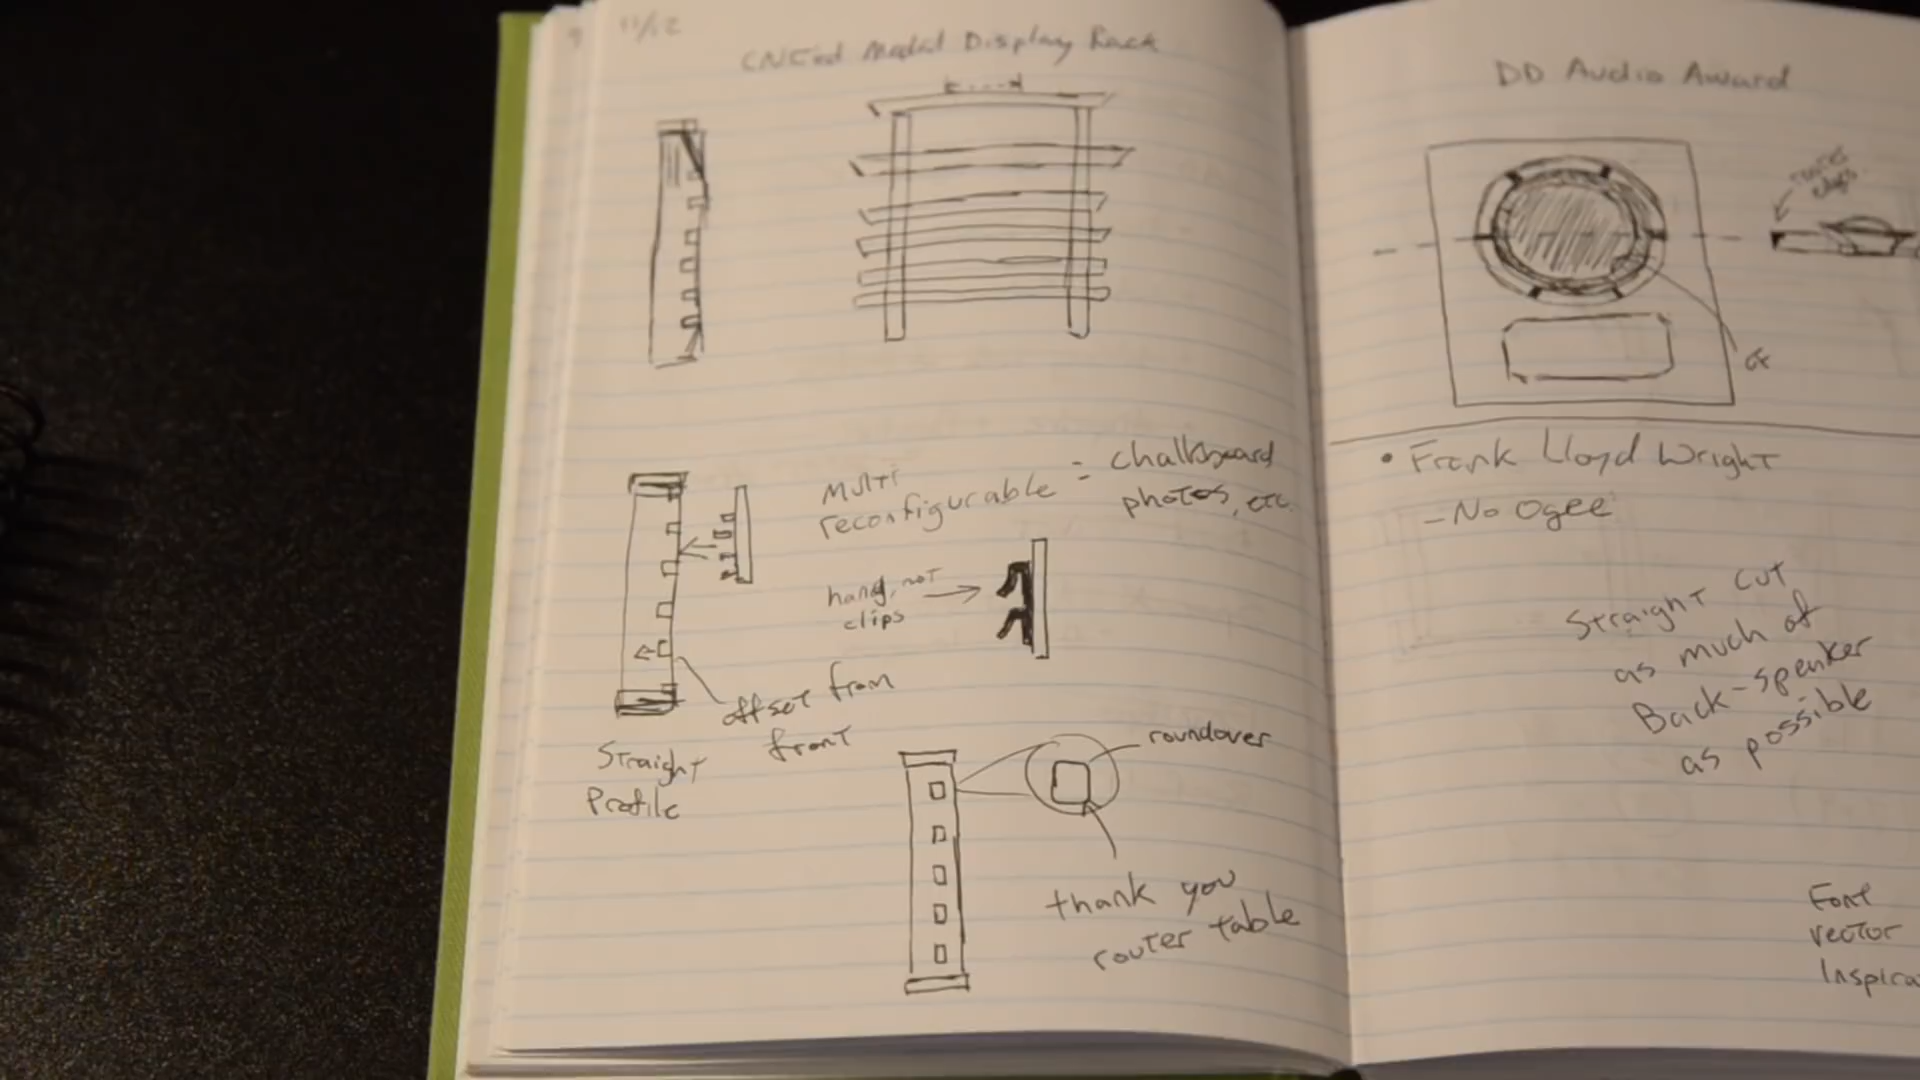 11/12
CNC'ed Medal Display Rack
Multi
reconfigurable = chalkboard
photos, etc.
hang, not
clips
offset from
front
Straight
Profile
roundover
thank you
router table
DD Audio Award
CF
• Frank Lloyd Wright
- No Ogee
Straight cut
as much of
Back-speaker
as possible
Font
vector
Inspira